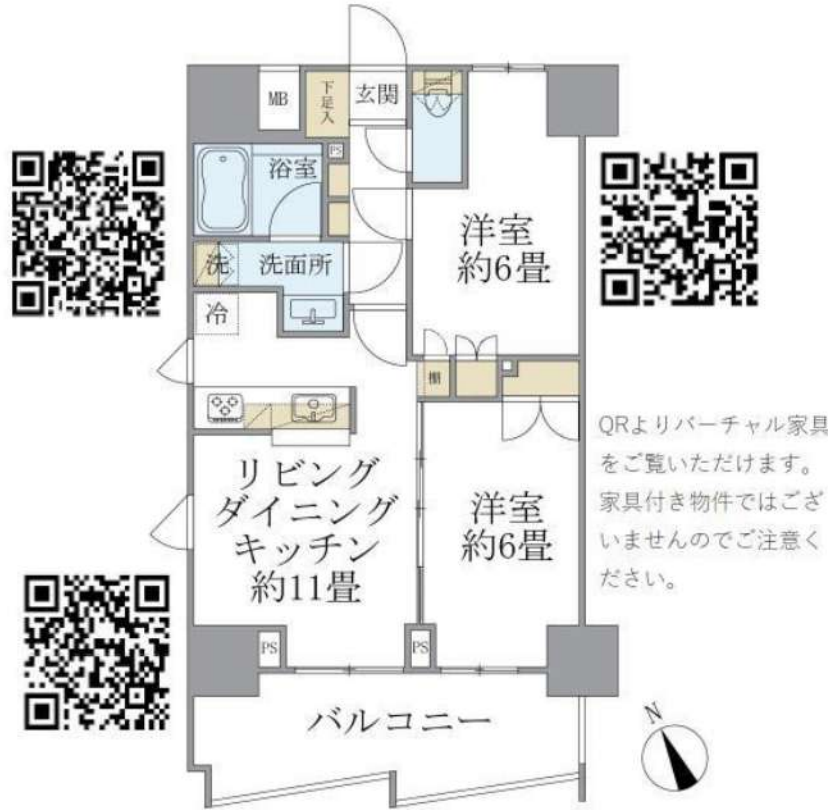 MB
下足入
玄関
PS
浴室
洋室
約6畳
洗
洗面所
冷
棚
リビング
ダイニング
キッチン
約11畳
洋室
約6畳
QRよりバーチャル家具
をご覧いただけます。
家具付き物件ではござ
いませんのでご注意く
ださい。
PS
PS
バルコニー
N